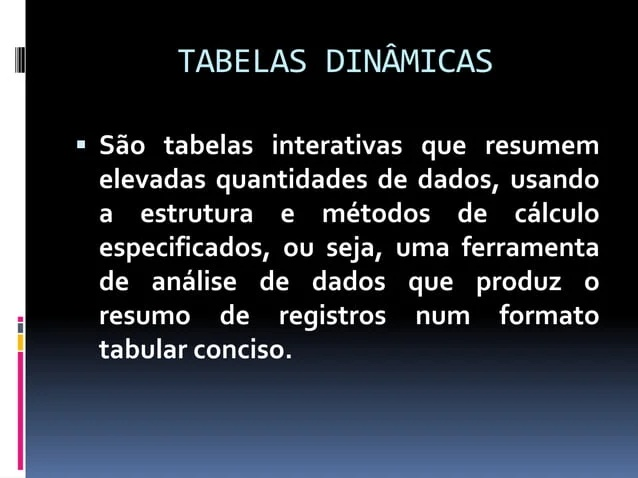 TABELAS DINÂMICAS
▪ São tabelas interativas que resumem
elevadas quantidades de dados, usando
a estrutura e métodos de cálculo
especificados, ou seja, uma ferramenta
de análise de dados que produz o
resumo de registros num formato
tabular conciso.